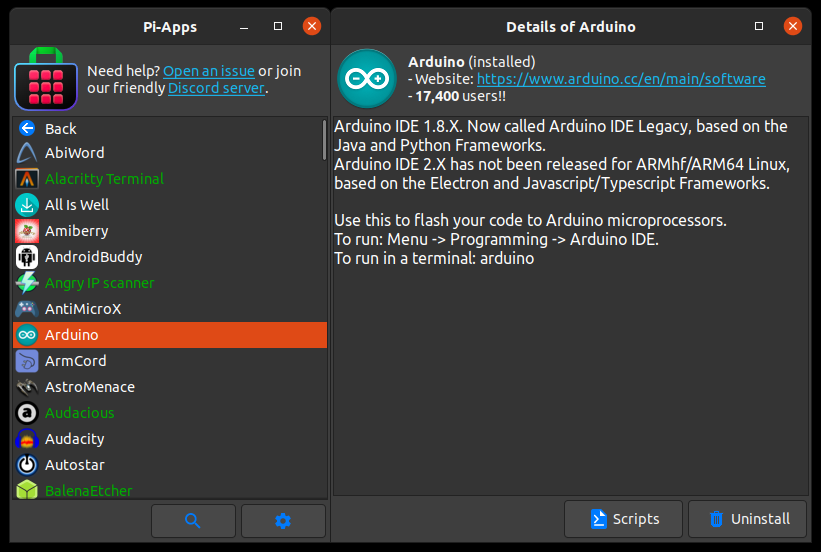 Pi-Apps
Need help? Open an issue or join
our friendly Discord server.
Back
AbiWord
Alacritty Terminal
All Is Well
Amiberry
AndroidBuddy
Angry IP scanner
AntiMicroX
Arduino
ArmCord
AstroMenace
Audacious
Audacity
Autostar
BalenaEtcher
Details of Arduino
Arduino (installed)
- Website: https://www.arduino.cc/en/main/software
- 17,400 users!!
Arduino IDE 1.8.X. Now called Arduino IDE Legacy, based on the
Java and Python Frameworks.
Arduino IDE 2.X has not been released for ARMhf/ARM64 Linux,
based on the Electron and Javascript/Typescript Frameworks.
Use this to flash your code to Arduino microprocessors.
To run: Menu -> Programming -> Arduino IDE.
To run in a terminal: arduino
Scripts
Uninstall